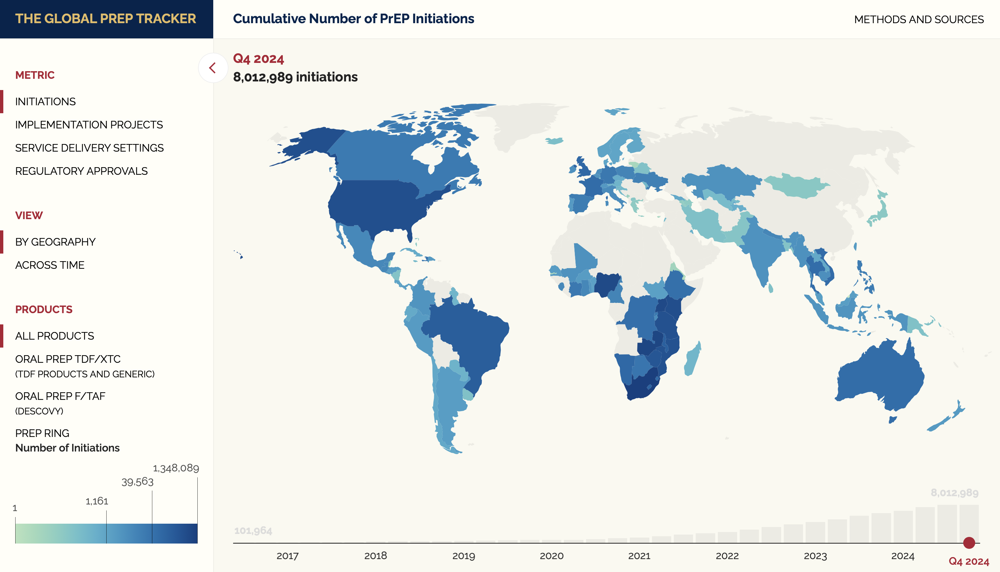 THE GLOBAL PREP TRACKER
Cumulative Number of PrEP Initiations
METHODS AND SOURCES
METRIC
INITIATIONS
IMPLEMENTATION PROJECTS
SERVICE DELIVERY SETTINGS
REGULATORY APPROVALS
VIEW
BY GEOGRAPHY
ACROSS TIME
PRODUCTS
ALL PRODUCTS
ORAL PREP TDF/XTC
(TDF PRODUCTS AND GENERIC)
ORAL PREP F/TAF
(DESCOVY)
PREP RING
Number of Initiations
1,348,089
39,563
1,161
1
Q4 2024
8,012,989 initiations
8,012,989
101,964
2017 2018 2019 2020 2021 2022 2023 2024
Q4 2024